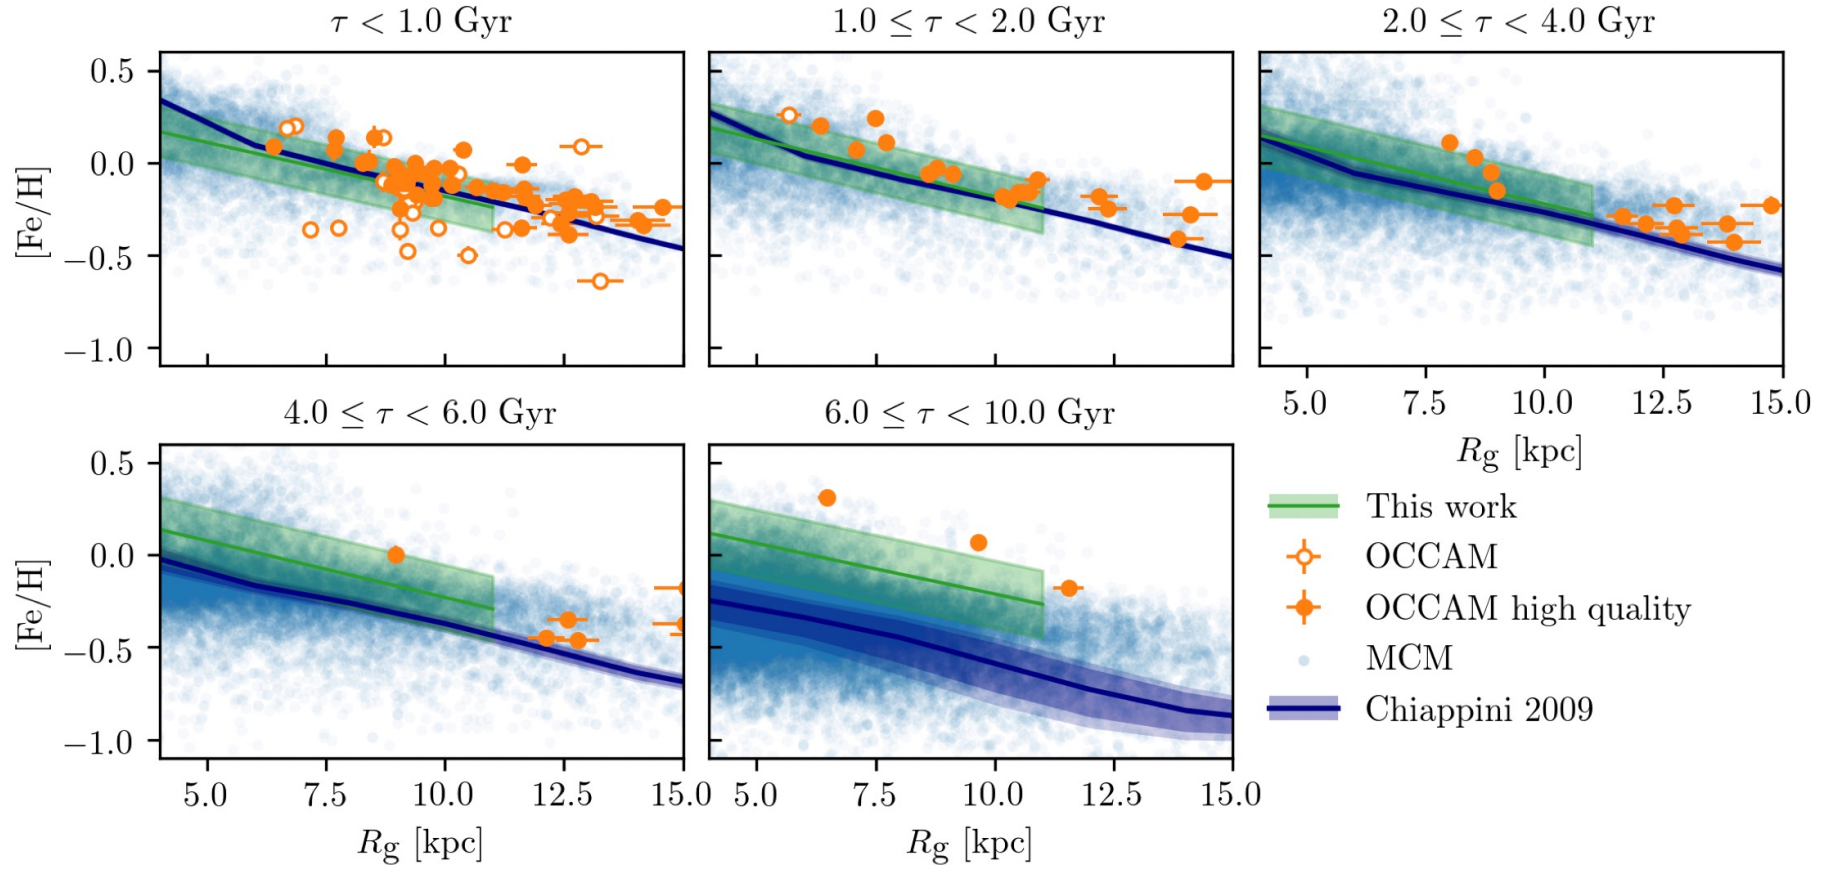 τ < 1.0 Gyr
1.0 ≤ τ < 2.0 Gyr
2.0 ≤ τ < 4.0 Gyr
[Fe/H]
0.5
0.0
−0.5
−1.0
5.0 7.5 10.0 12.5 15.0
Rg [kpc]
4.0 ≤ τ < 6.0 Gyr
6.0 ≤ τ < 10.0 Gyr
[Fe/H]
0.5
0.0
−0.5
−1.0
5.0 7.5 10.0 12.5 15.0
Rg [kpc]
5.0 7.5 10.0 12.5 15.0
Rg [kpc]
This work
OCCAM
OCCAM high quality
MCM
Chiappini 2009